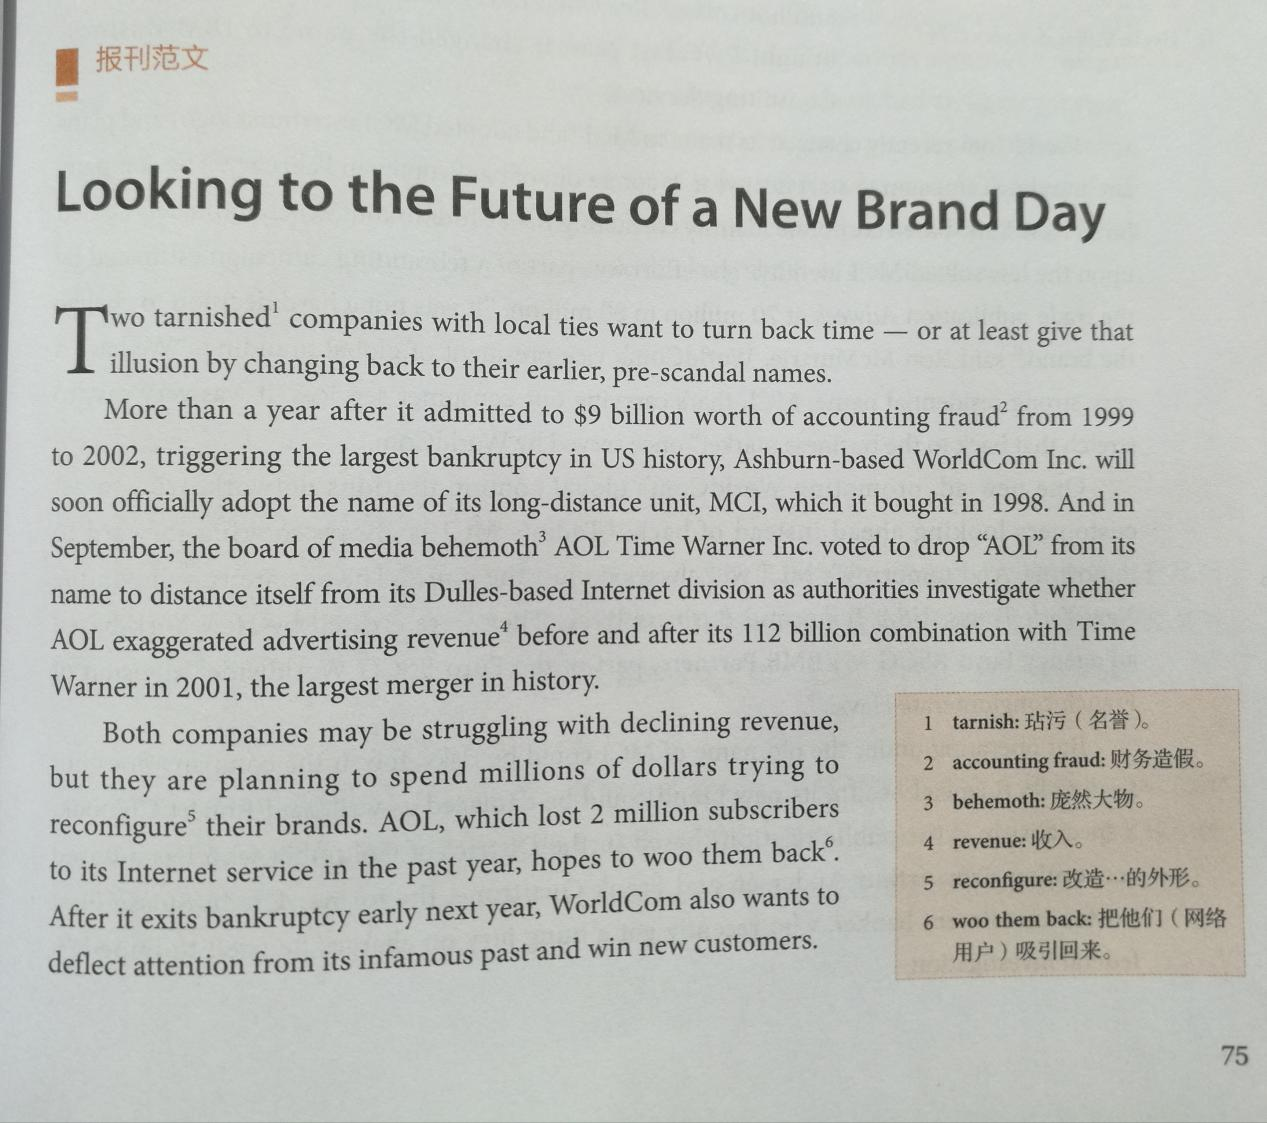 报刊范文
Looking to the Future of a New Brand Day
Two tarnished1 companies with local ties want to turn back time — or at least give that
illusion by changing back to their earlier, pre-scandal names.
More than a year after it admitted to $9 billion worth of accounting fraud2 from 1999
to 2002, triggering the largest bankruptcy in US history, Ashburn-based WorldCom Inc. will
soon officially adopt the name of its long-distance unit, MCI, which it bought in 1998. And in
September, the board of media behemoth3 AOL Time Warner Inc. voted to drop “AOL” from its
name to distance itself from its Dulles-based Internet division as authorities investigate whether
AOL exaggerated advertising revenue4 before and after its 112 billion combination with Time
Warner in 2001, the largest merger in history.
Both companies may be struggling with declining revenue,
but they are planning to spend millions of dollars trying to
reconfigure5 their brands. AOL, which lost 2 million subscribers
to its Internet service in the past year, hopes to woo them back6.
After it exits bankruptcy early next year, WorldCom also wants to
deflect attention from its infamous past and win new customers.
1 tarnish: 玷污（名誉）。
2 accounting fraud: 财务造假。
3 behemoth: 庞然大物。
4 revenue: 收入。
5 reconfigure: 改造…的外形。
6 woo them back: 把他们（网络
用户）吸引回来。
75